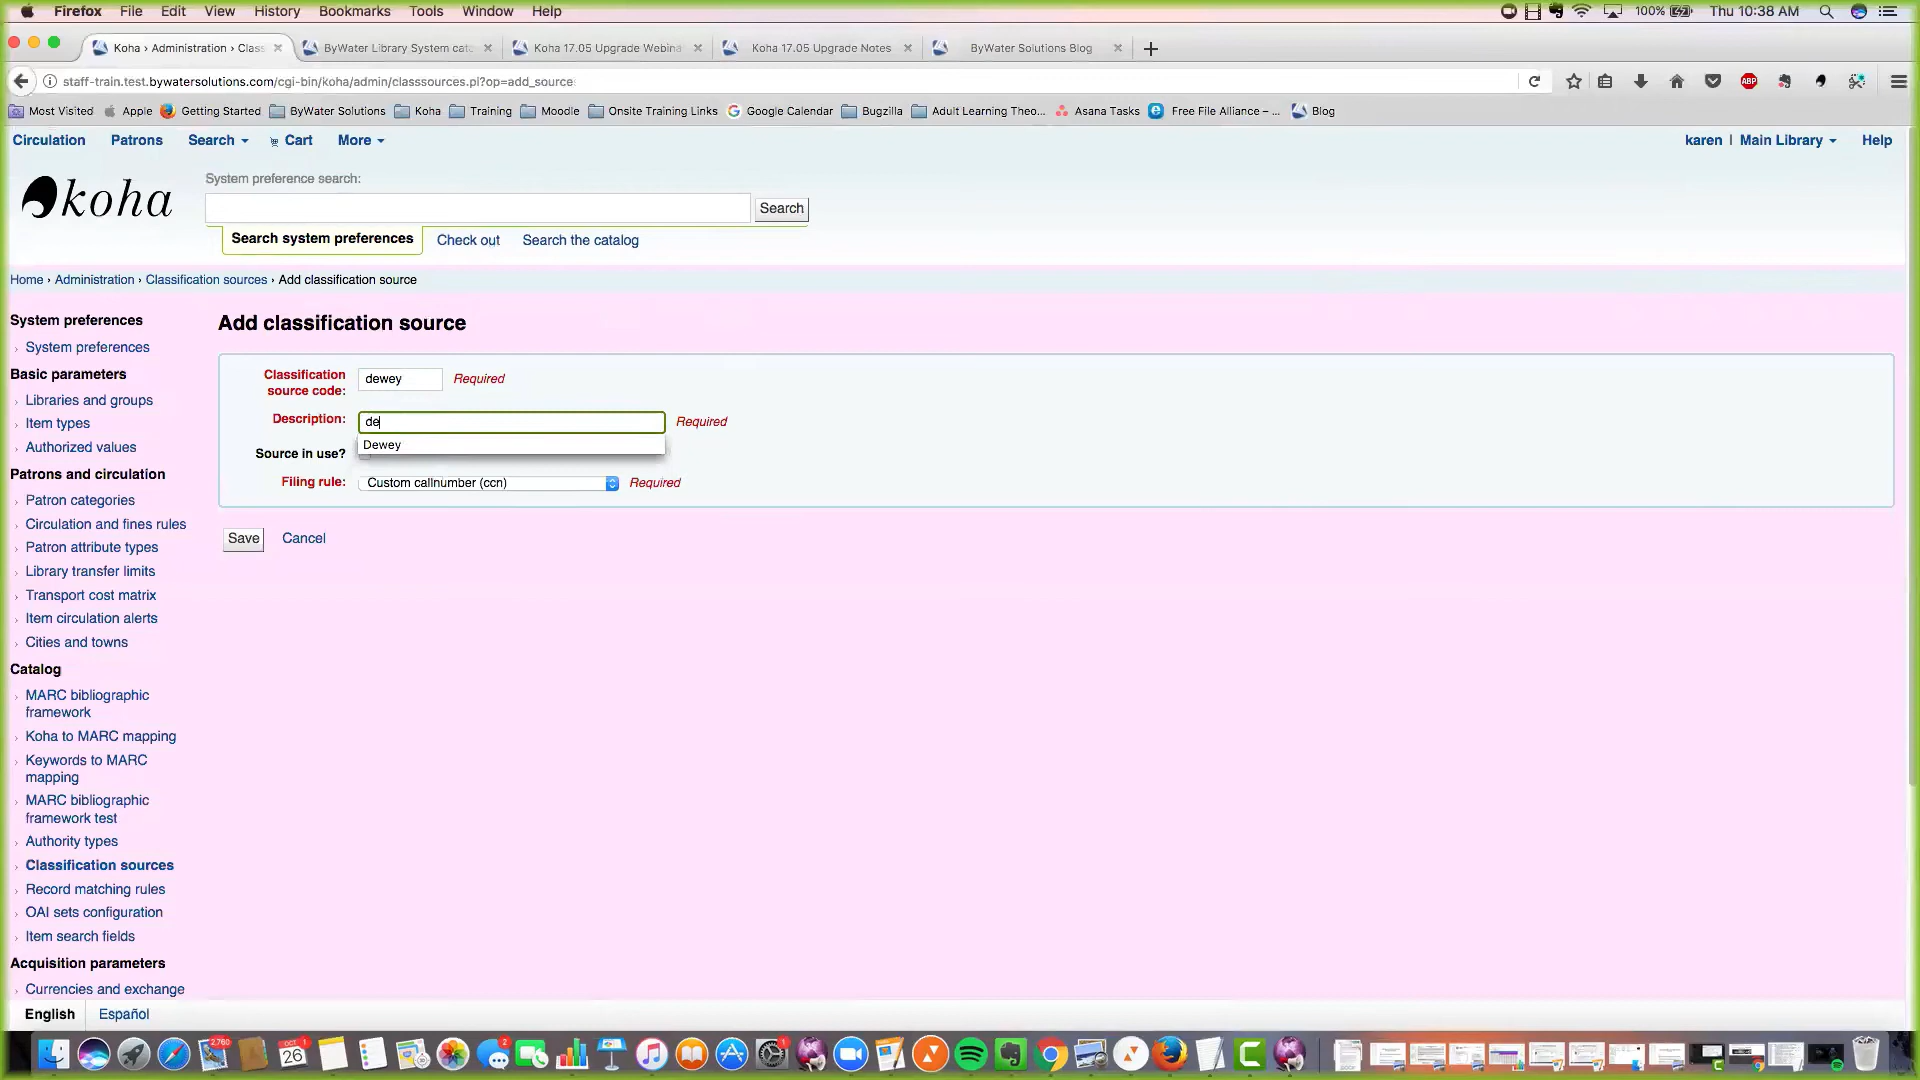 Firefox File Edit View History Bookmarks Tools Window Help 100% Thu 10:38 AM
Koha › Administration › Class ByWater Library System cat Koha 17.05 Upgrade Webina Koha 17.05 Upgrade Notes ByWater Solutions Blog
staff-train.test.bywatersolutions.com/cgi-bin/koha/admin/classsources.pl?op=add_source
Most Visited Apple Getting Started ByWater Solutions Koha Training Moodle Onsite Training Links Google Calendar Bugzilla Adult Learning Theo... Asana Tasks Free File Alliance – ... Blog
Circulation Patrons Search Cart More karen | Main Library Help
koha
System preference search:
Search
Search system preferences Check out Search the catalog
Home › Administration › Classification sources › Add classification source
System preferences
› System preferences
Basic parameters
› Libraries and groups
› Item types
› Authorized values
Patrons and circulation
› Patron categories
› Circulation and fines rules
› Patron attribute types
› Library transfer limits
› Transport cost matrix
› Item circulation alerts
› Cities and towns
Catalog
› MARC bibliographic
framework
› Koha to MARC mapping
› Keywords to MARC
mapping
› MARC bibliographic
framework test
› Authority types
› Classification sources
› Record matching rules
› OAI sets configuration
› Item search fields
Acquisition parameters
› Currencies and exchange
Add classification source
Classification
source code: dewey Required
Description: de Required
Dewey
Source in use?
Filing rule: Custom callnumber (ccn) Required
Save Cancel
English Español
2,760
OCT
26
2
1